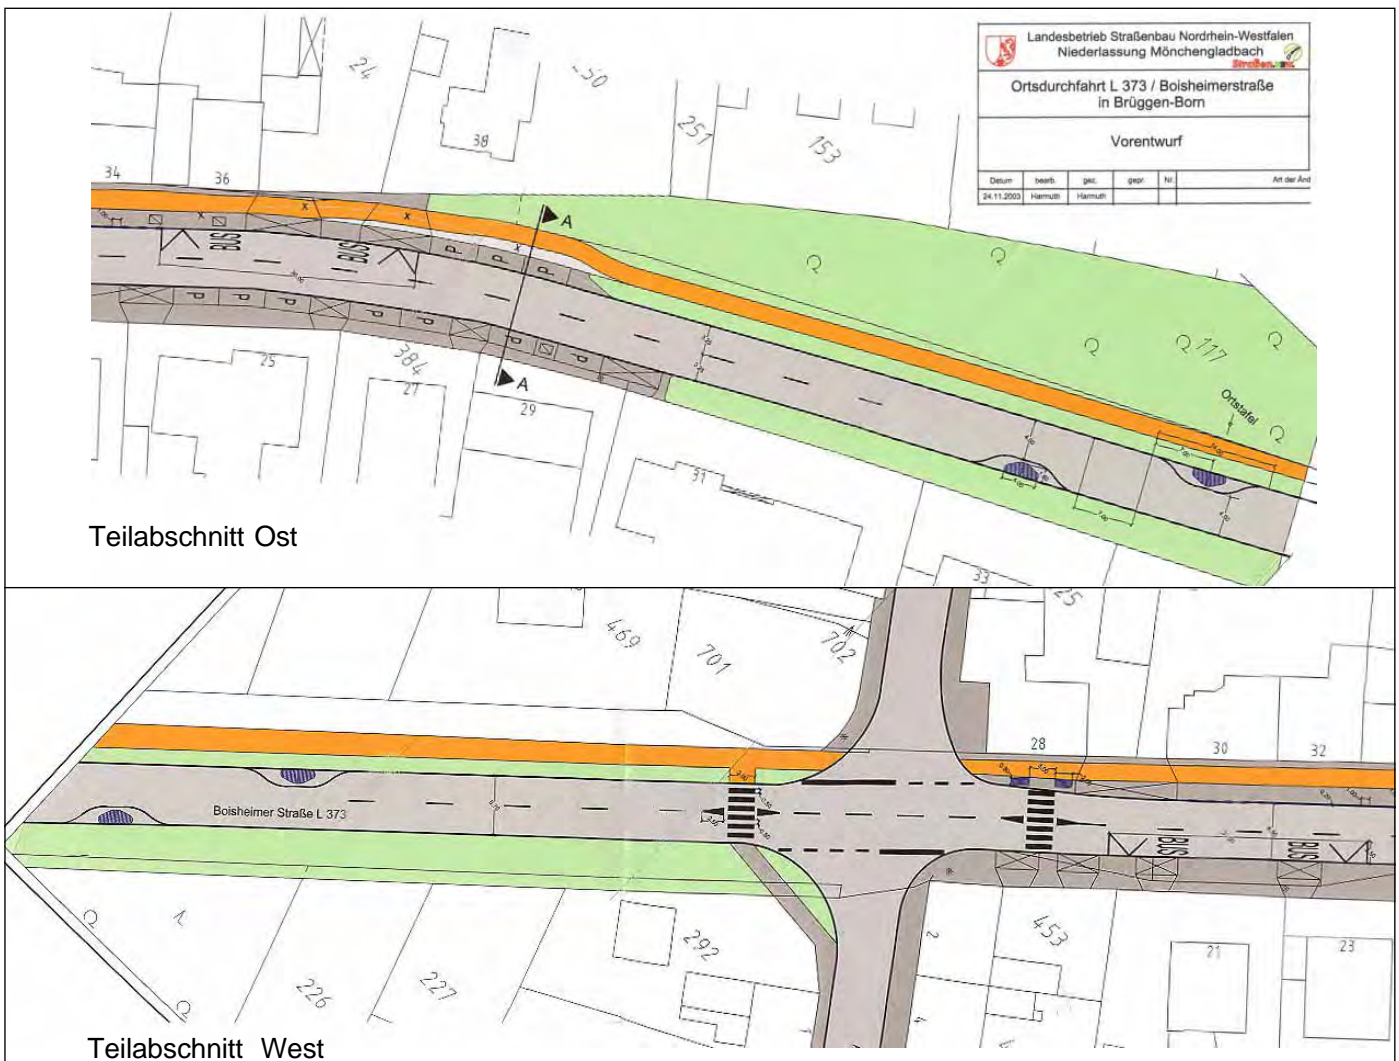 Landesbetrieb Straßenbau Nordrhein-Westfalen
Niederlassung Mönchengladbach
Straßen.NRW.
Ortsdurchfahrt L 373 / Boisheimerstraße
in Brüggen-Born
Vorentwurf
Datum bearb. gez. gepr. Nr. Art der Änd
24.11.2003 Harmuth Harmuth
24
250
251
153
38
34
36
A
BUS
BUS
P P P
P P P P P P
25
384
27
29
A
31
117
Ortstafel
33
25
Teilabschnitt Ost
469
701
702
28
30
32
Boisheimer Straße L 373
BUS
BUS
226
227
292
453
21
23
Teilabschnitt West